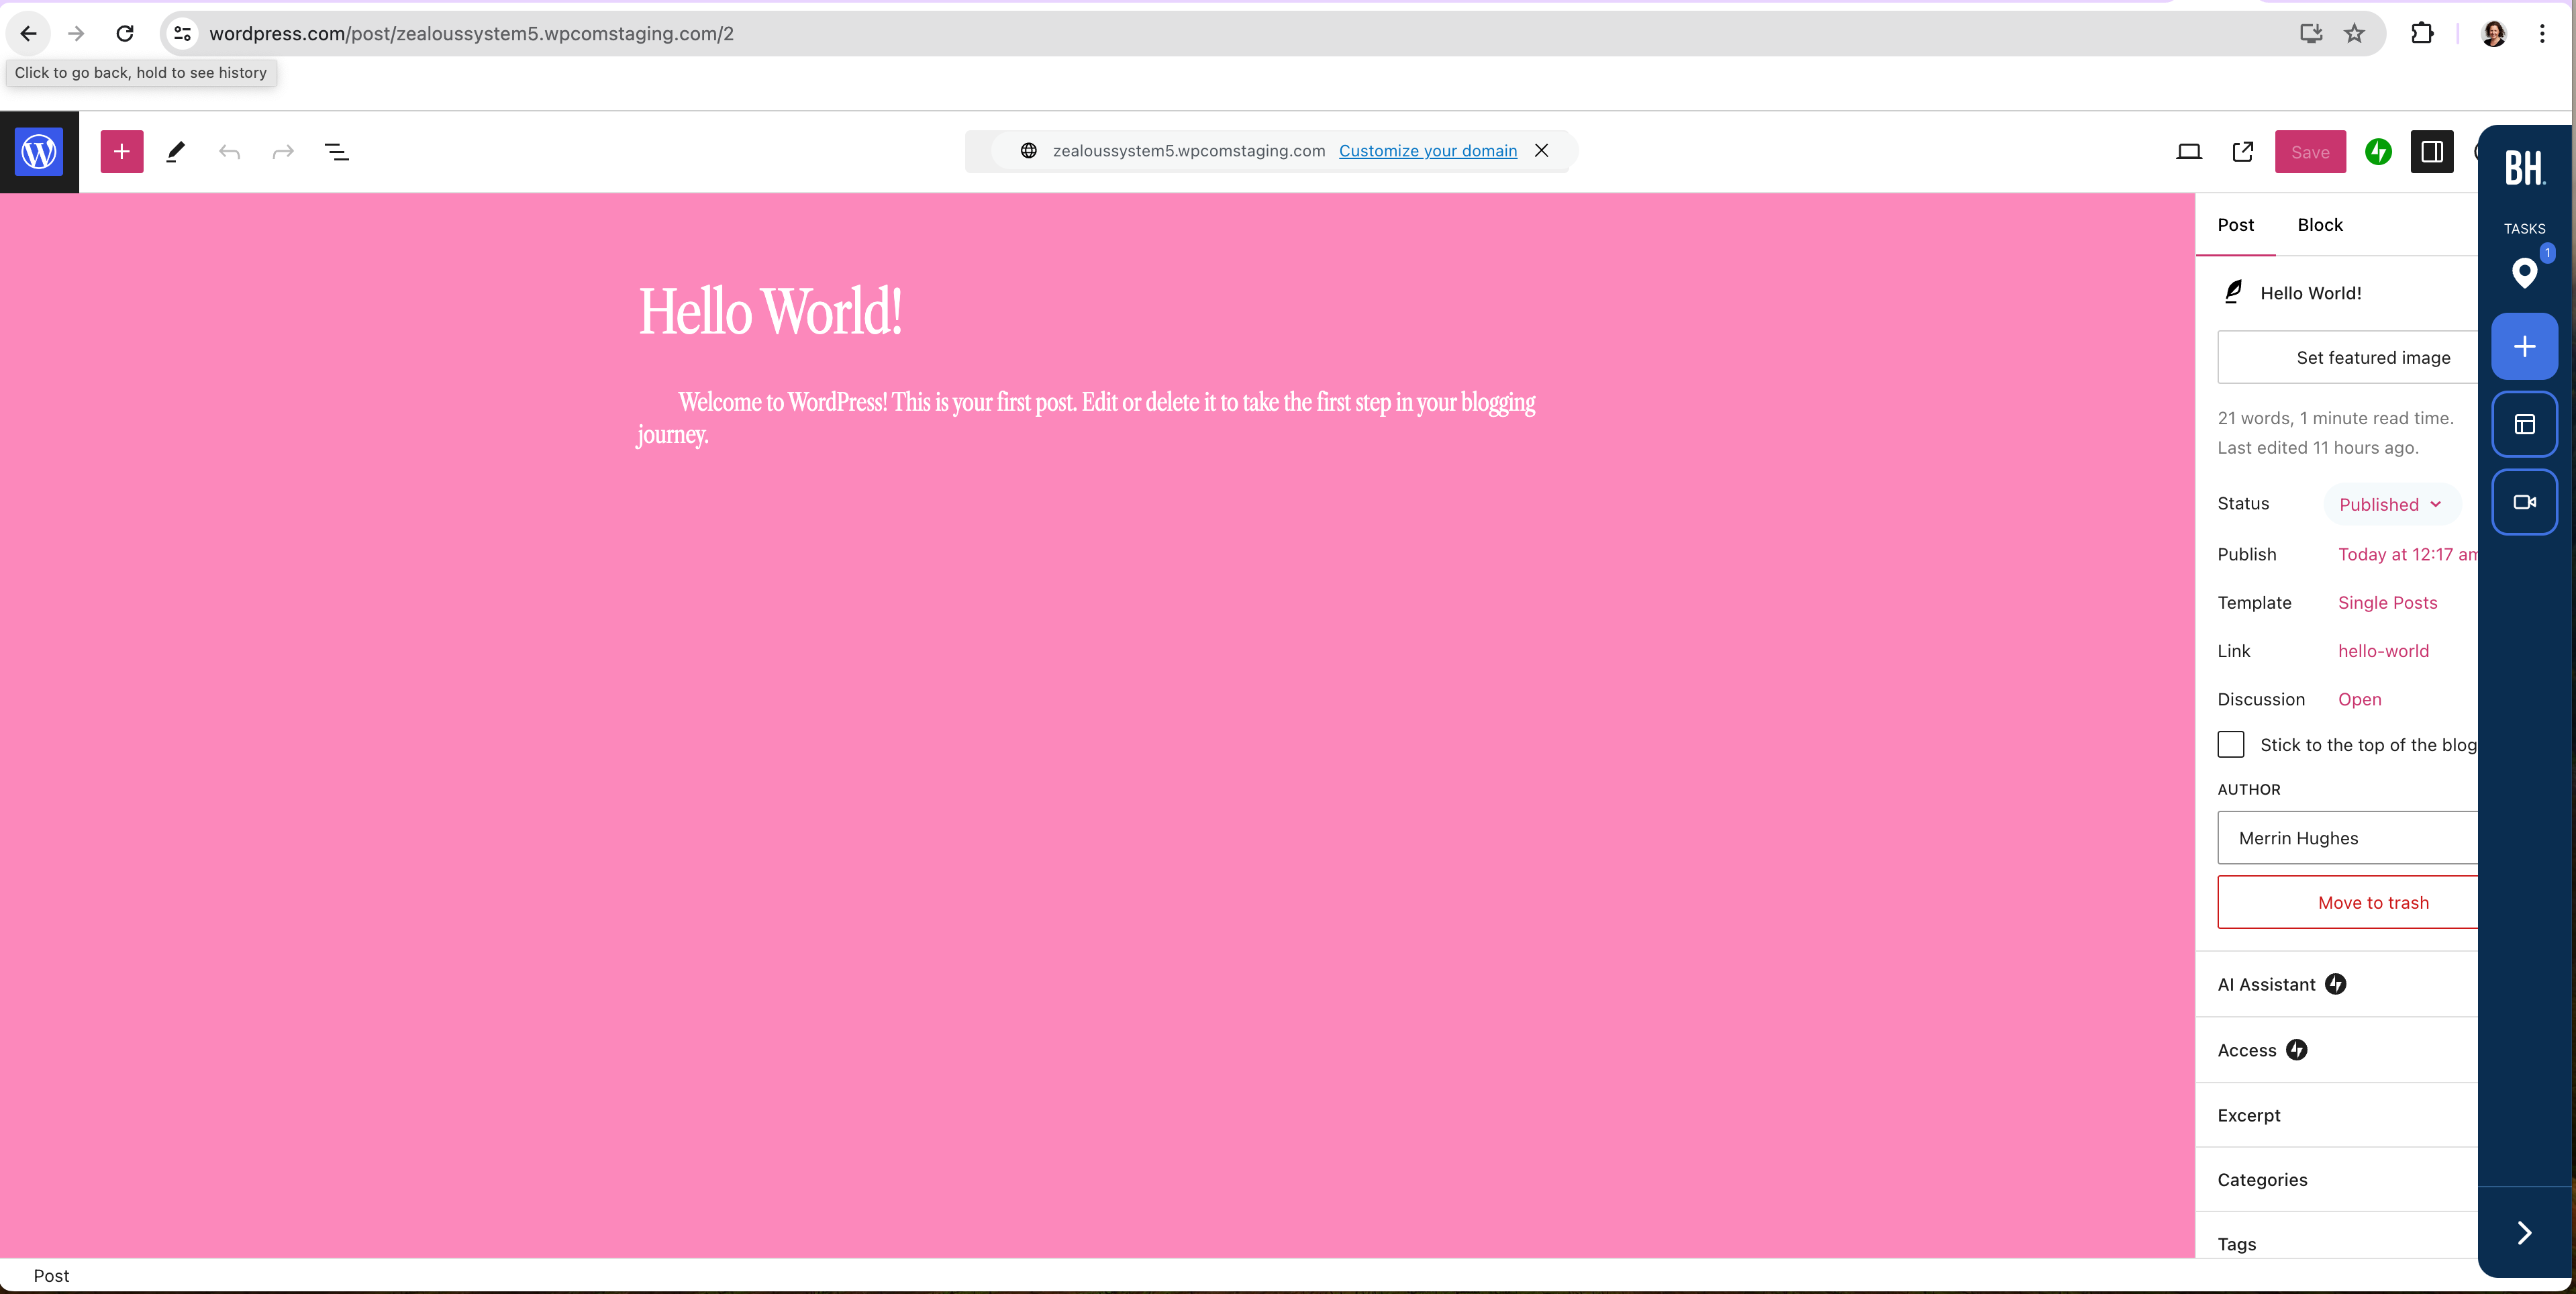 wordpress.com/post/zealoussystem5.wpcomstaging.com/2
Click to go back, hold to see history
zealoussystem5.wpcomstaging.com Customize your domain
Save
BH.
TASKS
1
Post Block
Hello World!
Welcome to WordPress! This is your first post. Edit or delete it to take the first step in your blogging
journey.
Hello World!
Set featured image
21 words, 1 minute read time.
Last edited 11 hours ago.
Status Published
Publish Today at 12:17 am
Template Single Posts
Link hello-world
Discussion Open
Stick to the top of the blog
AUTHOR
Merrin Hughes
Move to trash
AI Assistant
Access
Excerpt
Categories
Tags
Post